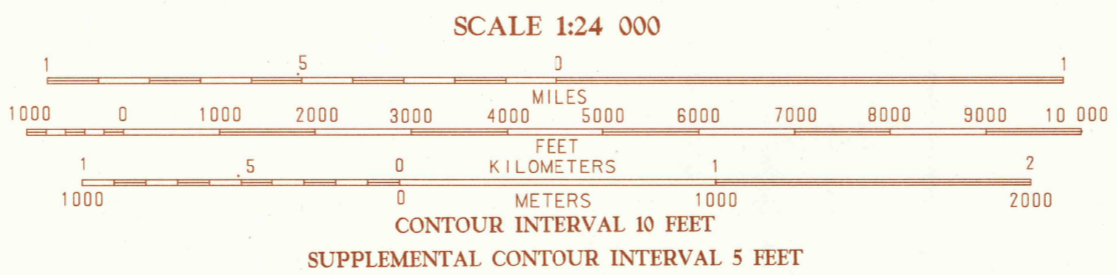 SCALE 1:24 000
1 .5 0 1
MILES
1000 0 1000 2000 3000 4000 5000 6000 7000 8000 9000 10 000
FEET
1 .5 0 KILOMETERS 1 2
1000 0 METERS 1000 2000
CONTOUR INTERVAL 10 FEET
SUPPLEMENTAL CONTOUR INTERVAL 5 FEET